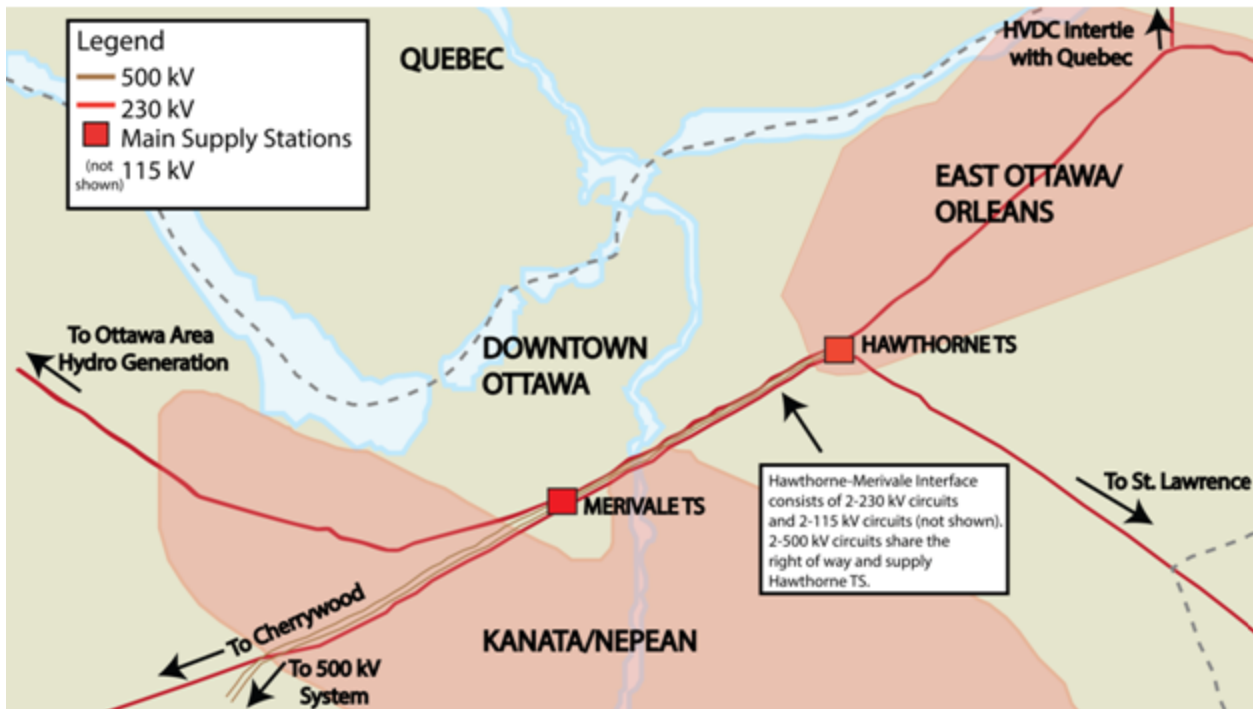 Legend
500 kV
230 kV
Main Supply Stations
(not
shown) 115 kV
QUEBEC
HVDC Intertie
with Quebec
EAST OTTAWA/
ORLEANS
To Ottawa Area
Hydro Generation
DOWNTOWN
OTTAWA
HAWTHORNE TS
MERIVALE TS
Hawthorne-Merivale Interface
consists of 2-230 kV circuits
and 2-115 kV circuits (not shown).
2-500 kV circuits share the
right of way and supply
Hawthorne TS.
To St. Lawrence
To Cherrywood
To 500 kV
System
KANATA/NEPEAN